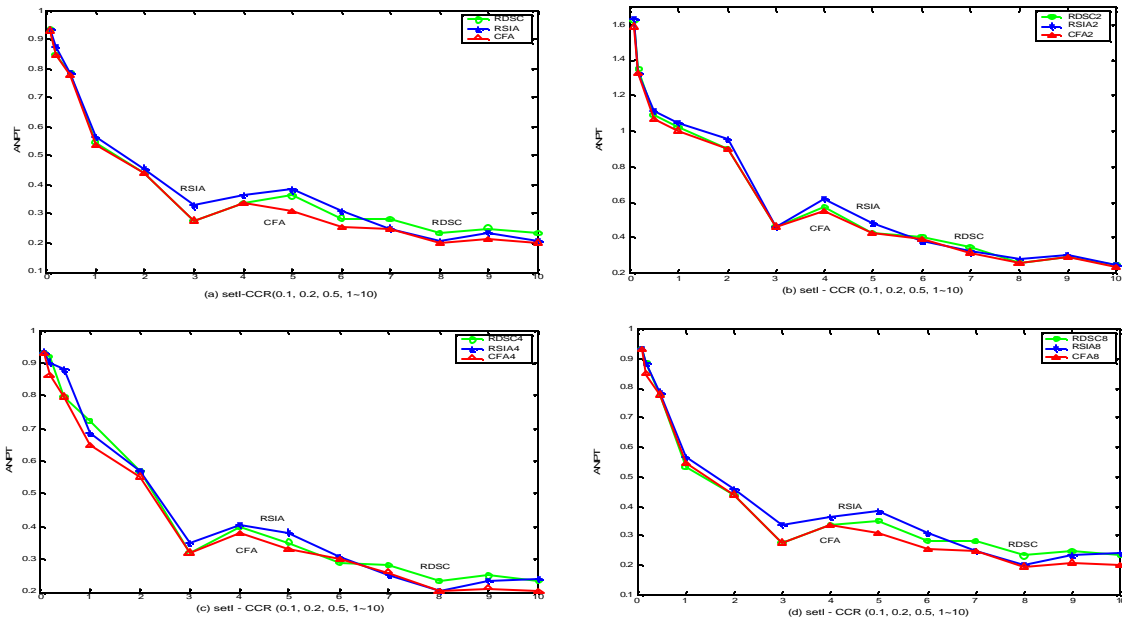 RDSC
RSIA
CFA
1
0.9
0.8
0.7
0.6
0.5
0.4
0.3
0.2
0.1
ANPT
RSIA
CFA
RDSC
0 1 2 3 4 5 6 7 8 9 10
(a) setI-CCR(0.1, 0.2, 0.5, 1~10)
RDSC2
RSIA2
CFA2
1.6
1.4
1.2
1
0.8
0.6
0.4
0.2
ANPT
RSIA
CFA
RDSC
0 1 2 3 4 5 6 7 8 9 10
(b) setI - CCR (0.1, 0.2, 0.5, 1~10)
RDSC4
RSIA4
CFA4
1
0.9
0.8
0.7
0.6
0.5
0.4
0.3
0.2
ANPT
RSIA
CFA
RDSC
0 1 2 3 4 5 6 7 8 9 10
(c) setI - CCR (0.1, 0.2, 0.5, 1~10)
RDSC8
RSIA8
CFA8
1
0.9
0.8
0.7
0.6
0.5
0.4
0.3
0.2
0.1
ANPT
RSIA
CFA
RDSC
0 1 2 3 4 5 6 7 8 9 10
(d) setI - CCR (0.1, 0.2, 0.5, 1~10)